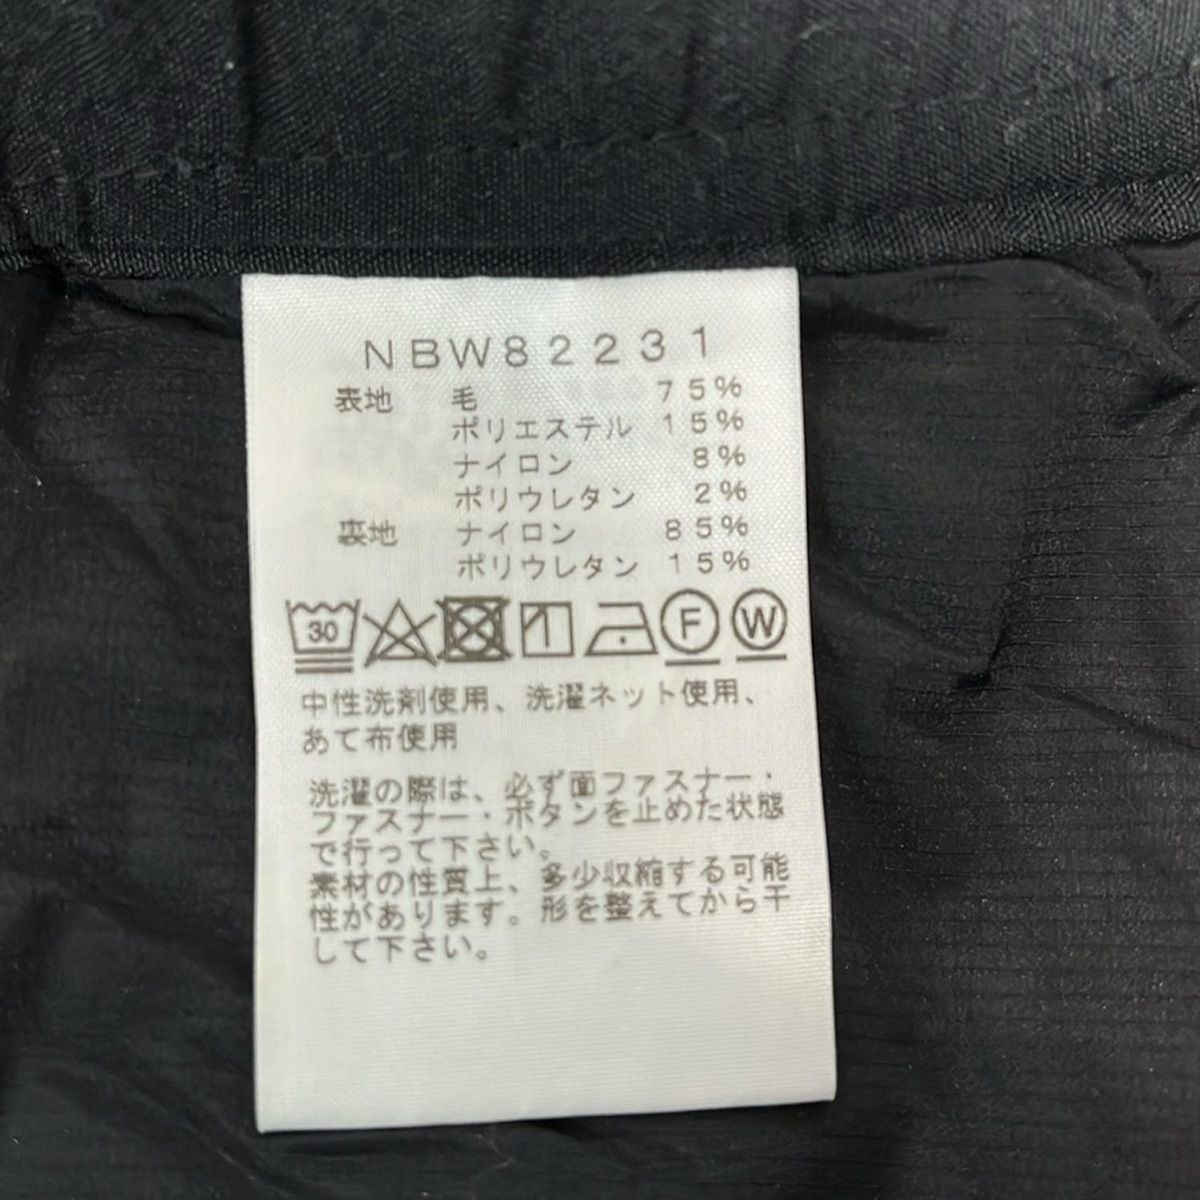 NBW82231
表地 毛 75%
ポリエステル 15%
ナイロン 8%
ポリウレタン 2%
裏地 ナイロン 85%
ポリウレタン 15%
30 F W
中性洗剤使用、洗濯ネット使用、
あて布使用
洗濯の際は、必ず面ファスナー・
ファスナー・ボタンを止めた状態
で行って下さい。
素材の性質上、多少収縮する可能
性があります。形を整えてから干
して下さい。